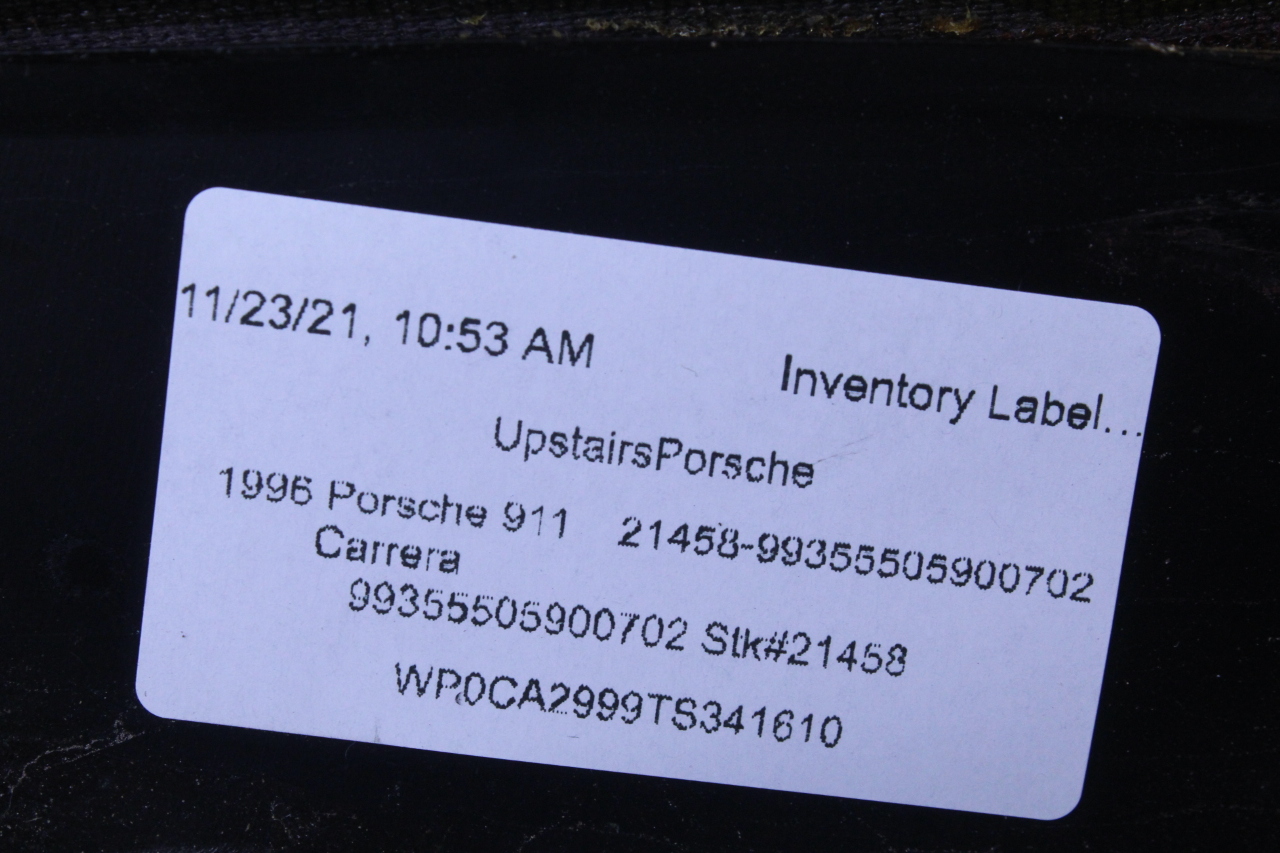 11/23/21, 10:53 AM Inventory Label...
UpstairsPorsche
1996 Porsche 911 21458-99355505900702
Carrera
99355505900702 Stk#21458
WP0CA2999TS341610